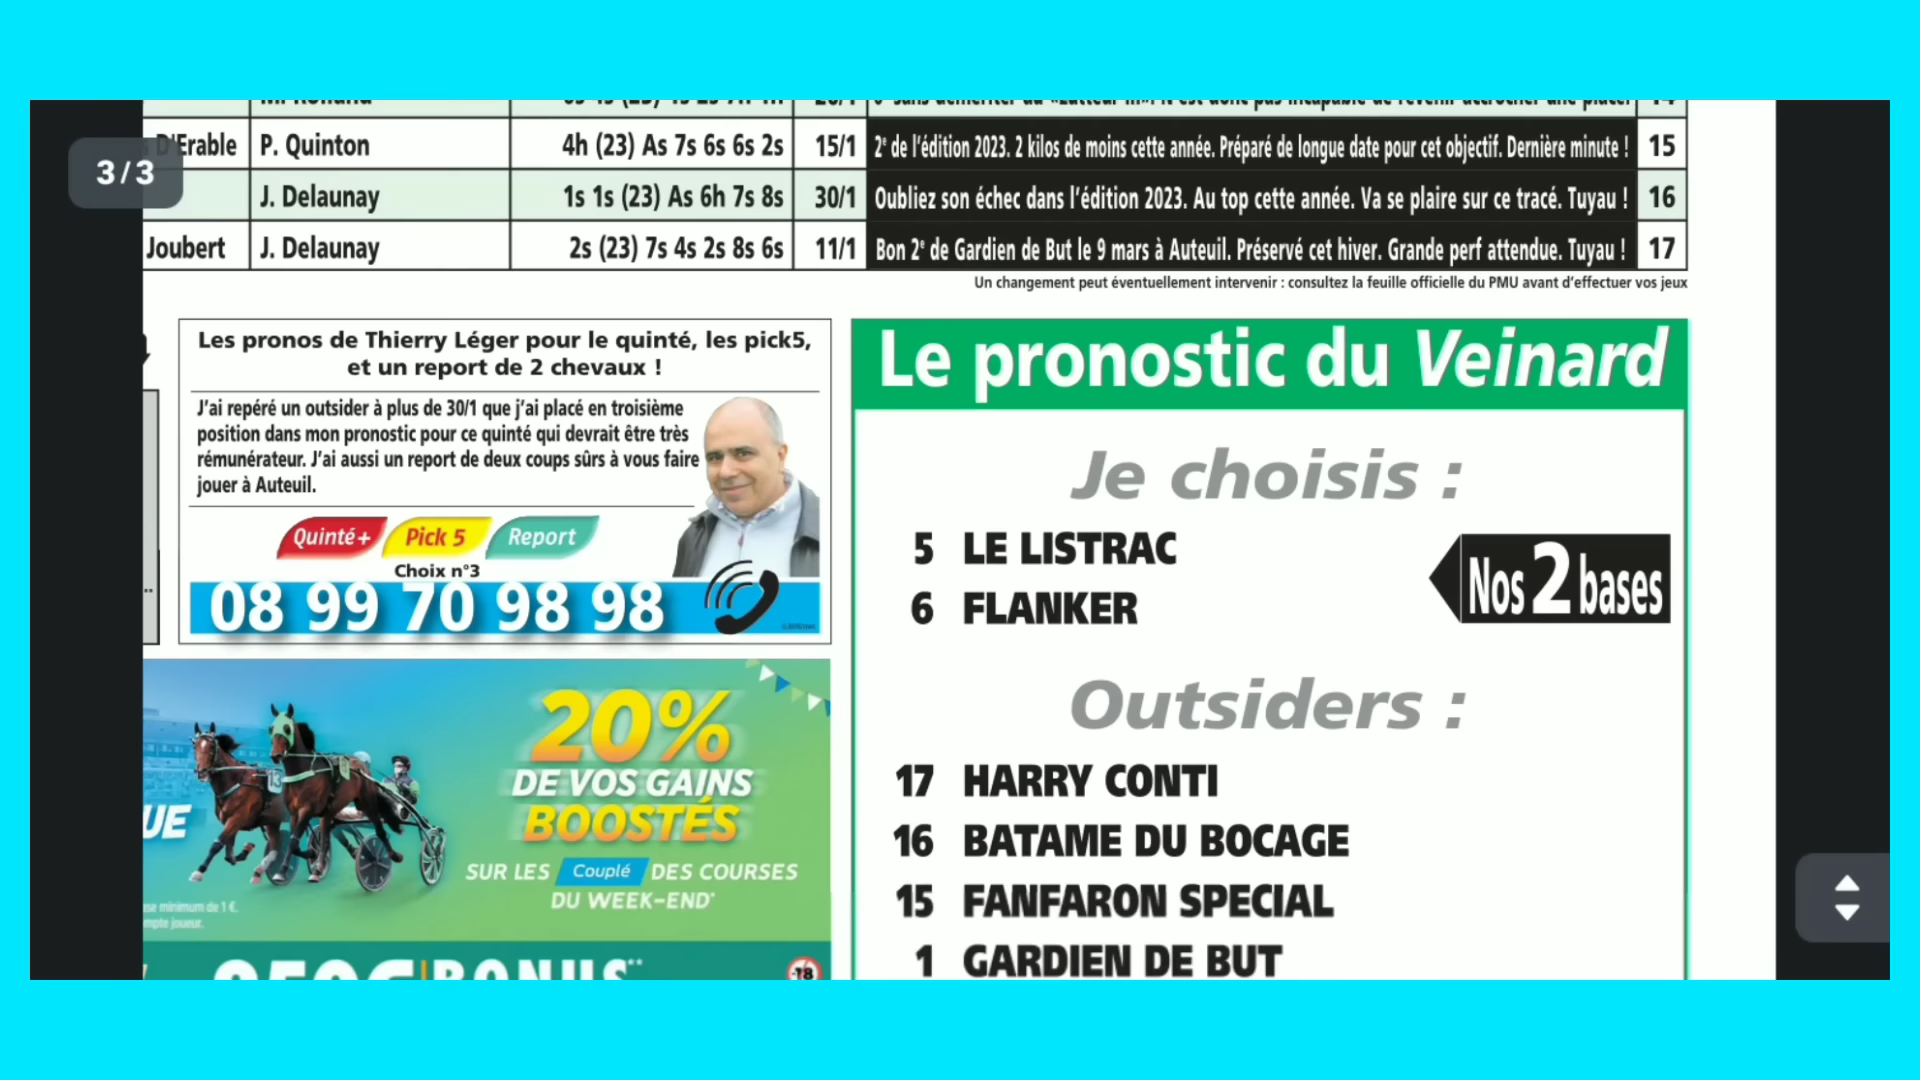 3/3
D'Erable P. Quinton 4h (23) As 7s 6s 6s 2s 15/1 2e de l'édition 2023. 2 kilos de moins cette année. Préparé de longue date pour cet objectif. Dernière minute ! 15
J. Delaunay 1s 1s (23) As 6h 7s 8s 30/1 Oubliez son échec dans l'édition 2023. Au top cette année. Va se plaire sur ce tracé. Tuyau ! 16
Joubert J. Delaunay 2s (23) 7s 4s 2s 8s 6s 11/1 Bon 2e de Gardien de But le 9 mars à Auteuil. Préservé cet hiver. Grande perf attendue. Tuyau ! 17
Un changement peut éventuellement intervenir : consultez la feuille officielle du PMU avant d'effectuer vos jeux
Les pronos de Thierry Léger pour le quinté, les pick5,
et un report de 2 chevaux !
J'ai repéré un outsider à plus de 30/1 que j'ai placé en troisième
position dans mon pronostic pour ce quinté qui devrait être très
rémunérateur. J'ai aussi un report de deux coups sûrs à vous faire
jouer à Auteuil.
Quinté+ Pick 5 Report
Choix n°3
08 99 70 98 98
20%
DE VOS GAINS
BOOSTÉS
SUR LES Couplé DES COURSES
DU WEEK-END*
UE
13
minimum de 1 €.
joueur.
BONUS**
-18
Le pronostic du Veinard
Je choisis :
5 LE LISTRAC
6 FLANKER
Nos 2 bases
Outsiders :
17 HARRY CONTI
16 BATAME DU BOCAGE
15 FANFARON SPECIAL
1 GARDIEN DE BUT